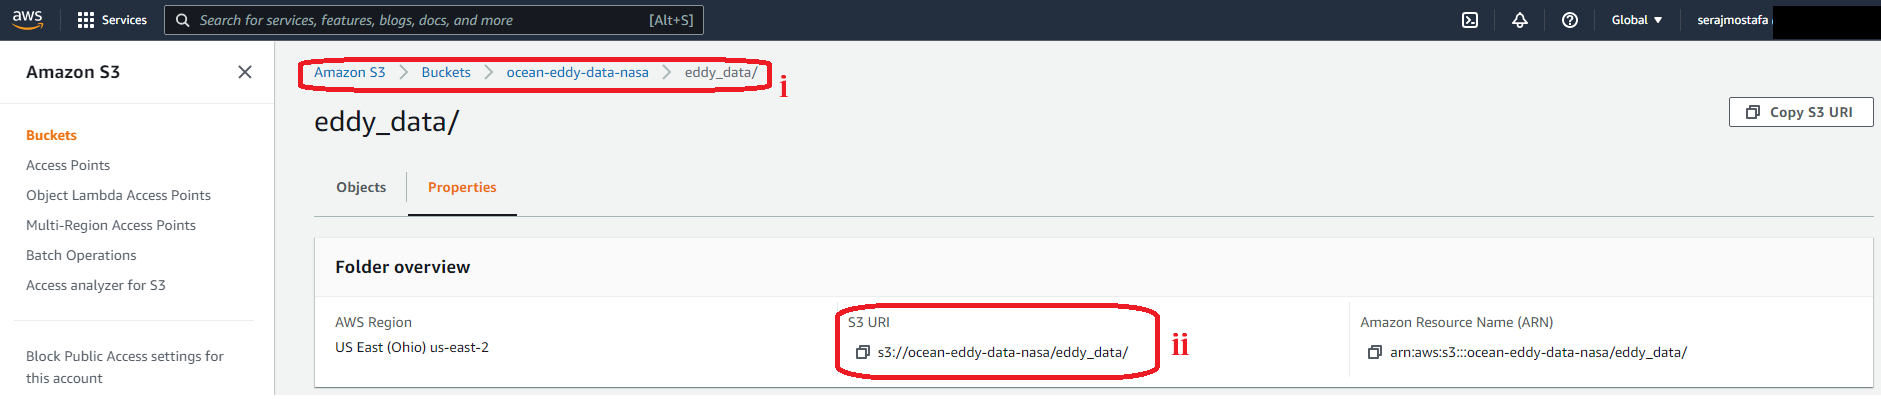 aws Services Search for services, features, blogs, docs, and more [Alt+S] Global serajmostafa
Amazon S3
Amazon S3 > Buckets > ocean-eddy-data-nasa > eddy_data/ i
eddy_data/
Copy S3 URI
Buckets
Access Points
Object Lambda Access Points
Multi-Region Access Points
Batch Operations
Access analyzer for S3
Block Public Access settings for
this account
Objects Properties
Folder overview
AWS Region
US East (Ohio) us-east-2
S3 URI
s3://ocean-eddy-data-nasa/eddy_data/
ii
Amazon Resource Name (ARN)
arn:aws:s3:::ocean-eddy-data-nasa/eddy_data/